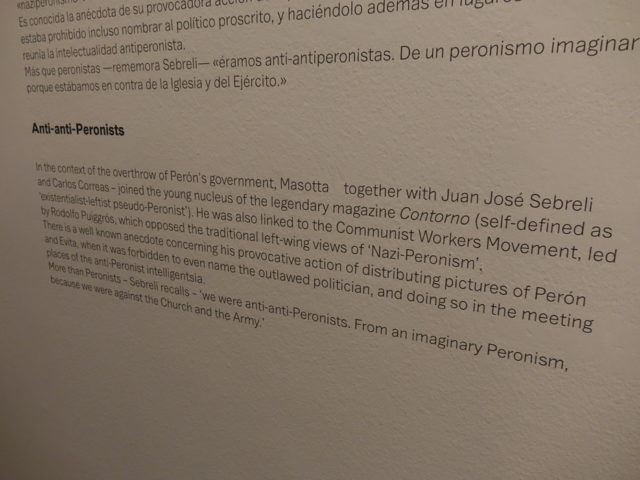 «naziperonismo
Es conocida la anécdota de su provocadora acción de
estaba prohibido incluso nombrar al político proscrito, y haciéndolo además en lugares
reunía la intelectualidad antiperonista.
Más que peronistas —rememora Sebreli— «éramos anti-antiperonistas. De un peronismo imaginar
porque estábamos en contra de la Iglesia y del Ejército.»
Anti-anti-Peronists
In the context of the overthrow of Perón's government, Masotta together with Juan José Sebreli
and Carlos Correas – joined the young nucleus of the legendary magazine Contorno (self-defined as
'existentialist-leftist pseudo-Peronist'). He was also linked to the Communist Workers Movement, led
by Rodolfo Puiggrós, which opposed the traditional left-wing views of 'Nazi-Peronism'.
There is a well known anecdote concerning his provocative action of distributing pictures of Perón
and Evita, when it was forbidden to even name the outlawed politician, and doing so in the meeting
places of the anti-Peronist intelligentsia.
More than Peronists – Sebreli recalls – 'we were anti-anti-Peronists. From an imaginary Peronism,
because we were against the Church and the Army.'